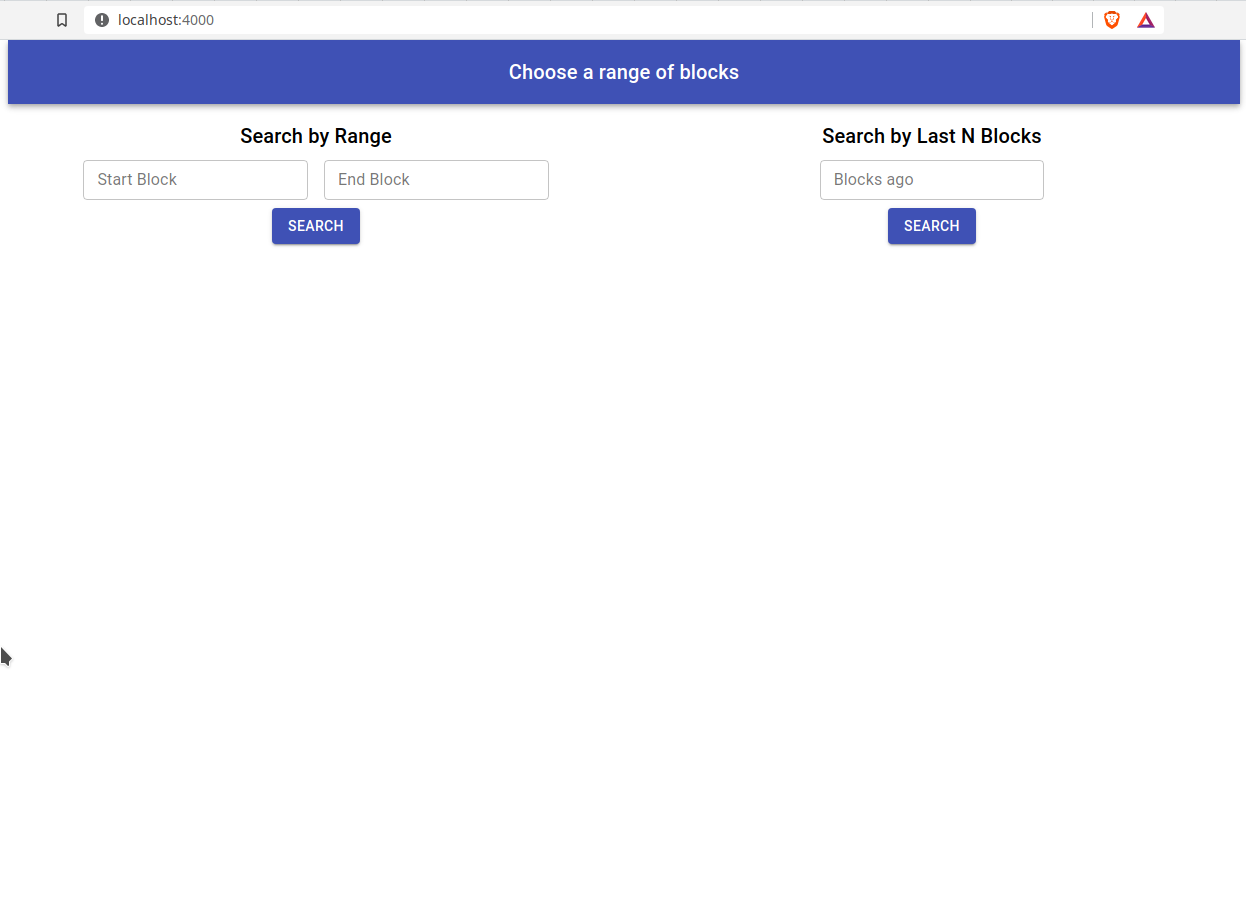 localhost:4000
Choose a range of blocks
Search by Range
Start Block
End Block
SEARCH
Search by Last N Blocks
Blocks ago
SEARCH